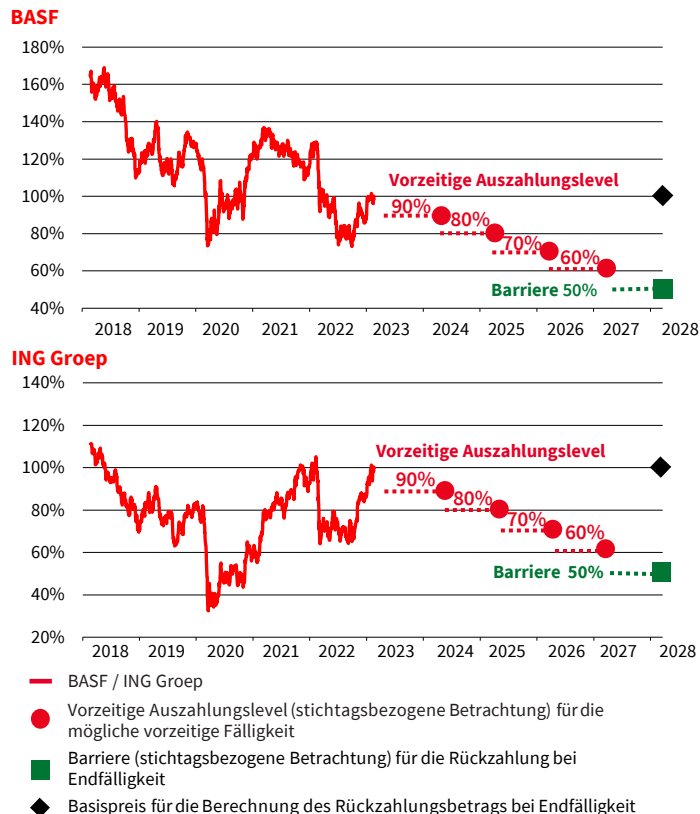 BASF
180%
160%
140%
120%
100%
80%
60%
40%
Vorzeitige Auszahlungslevel
90%
80%
70%
60%
Barriere 50%
2018 2019 2020 2021 2022 2023 2024 2025 2026 2027 2028
ING Groep
140%
120%
100%
80%
60%
40%
20%
Vorzeitige Auszahlungslevel
90%
80%
70%
60%
Barriere 50%
2018 2019 2020 2021 2022 2023 2024 2025 2026 2027 2028
BASF / ING Groep
Vorzeitige Auszahlungslevel (stichtagsbezogene Betrachtung) für die
mögliche vorzeitige Fälligkeit
Barriere (stichtagsbezogene Betrachtung) für die Rückzahlung bei
Endfälligkeit
Basispreis für die Berechnung des Rückzahlungsbetrags bei Endfälligkeit